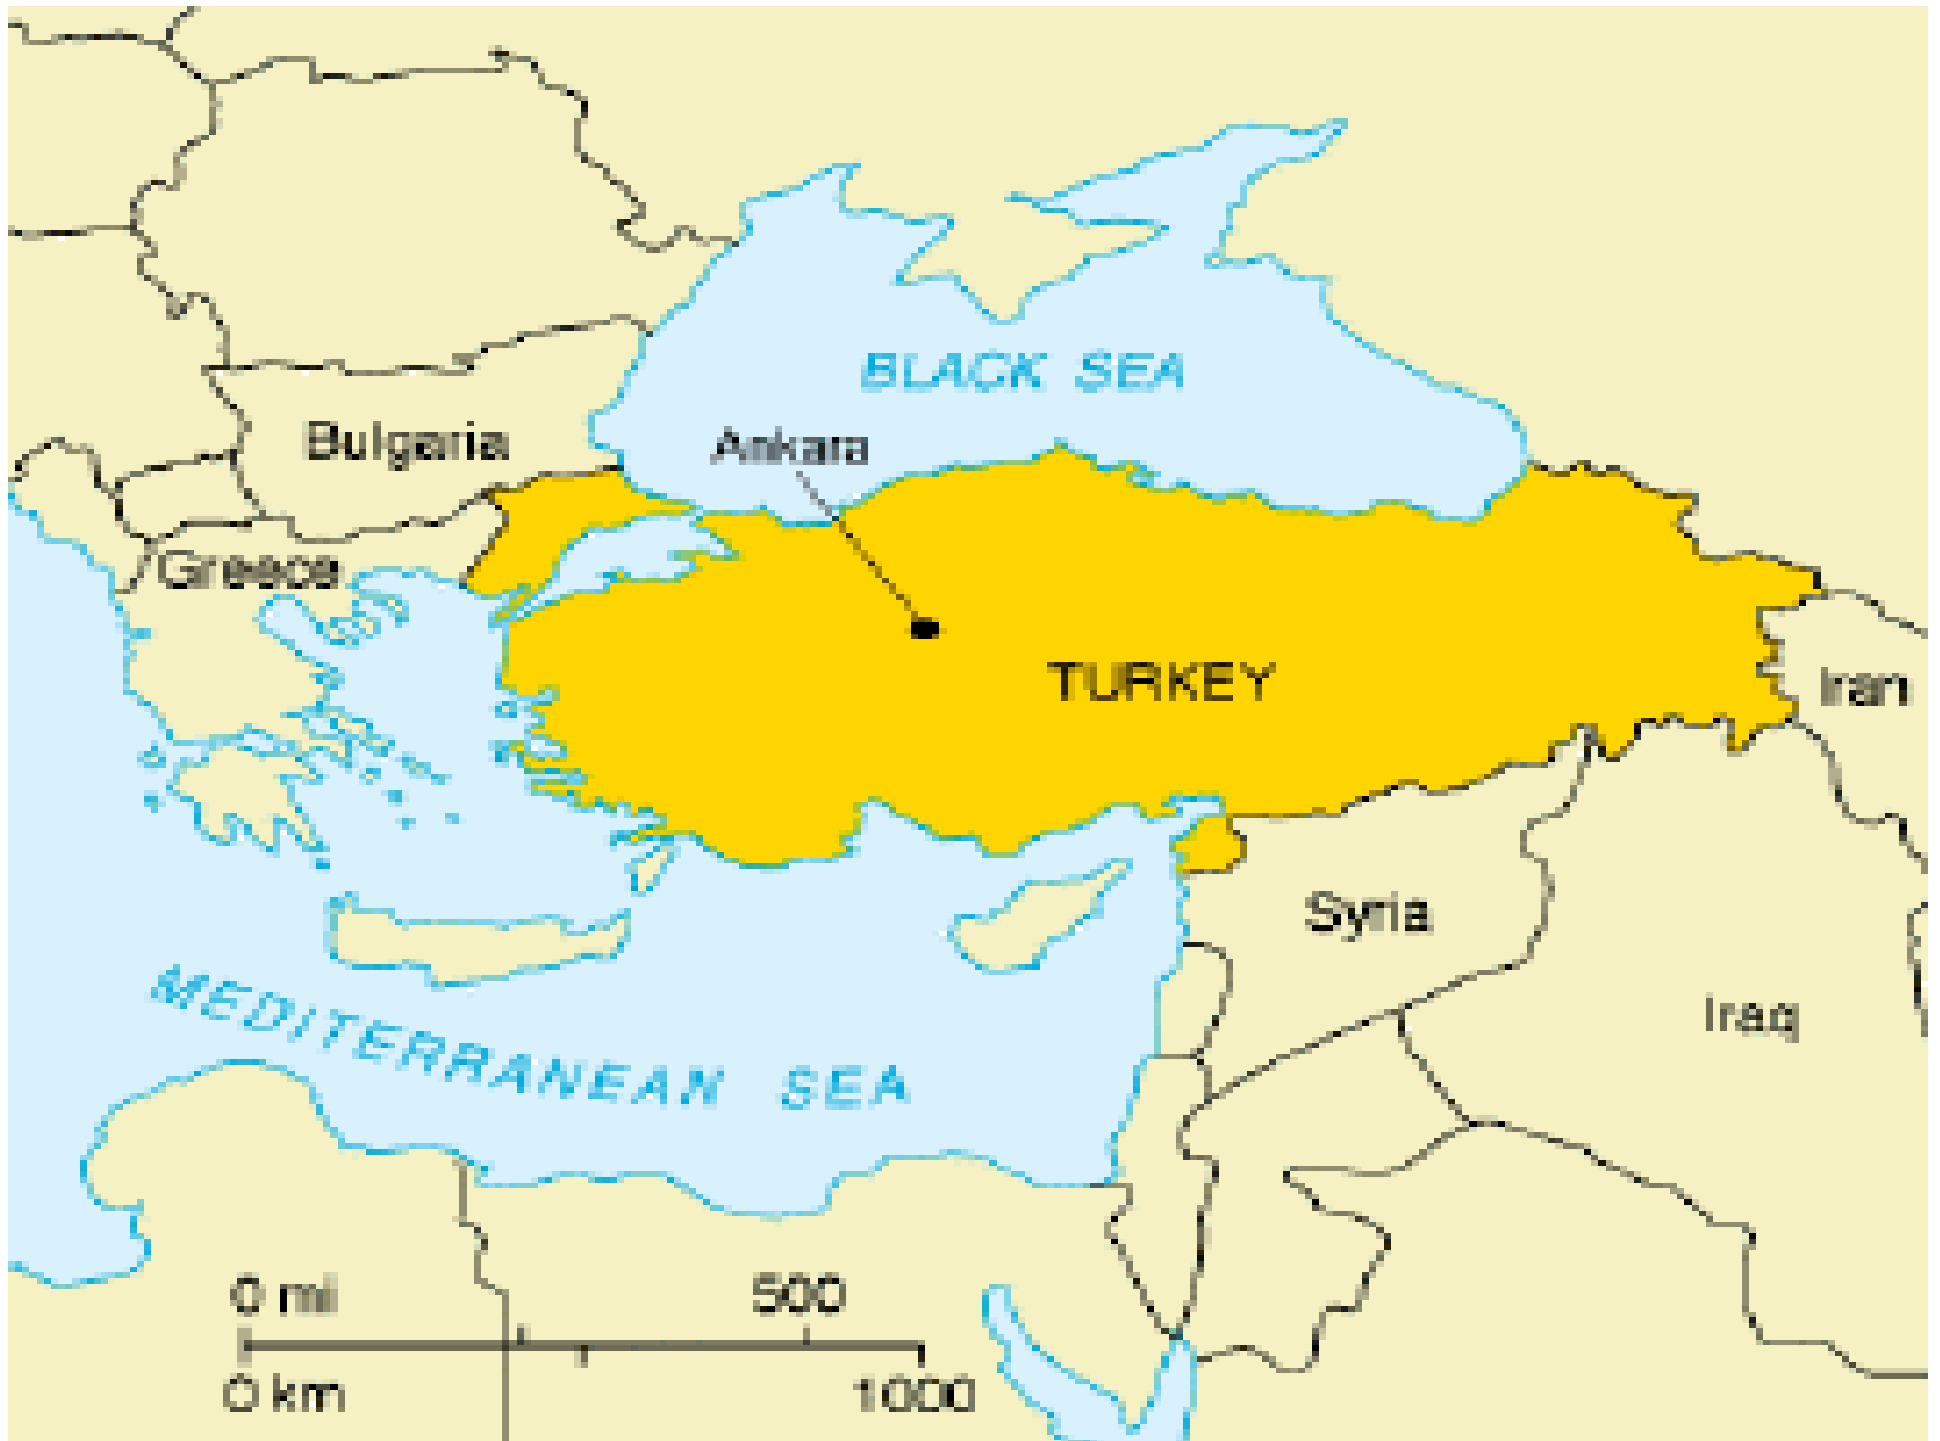 BLACK SEA
Ankara
Bulgaria
Greece
TURKEY
Iran
Syria
MEDITERRANEAN SEA
Iraq
0 mi 500
0 km 1000